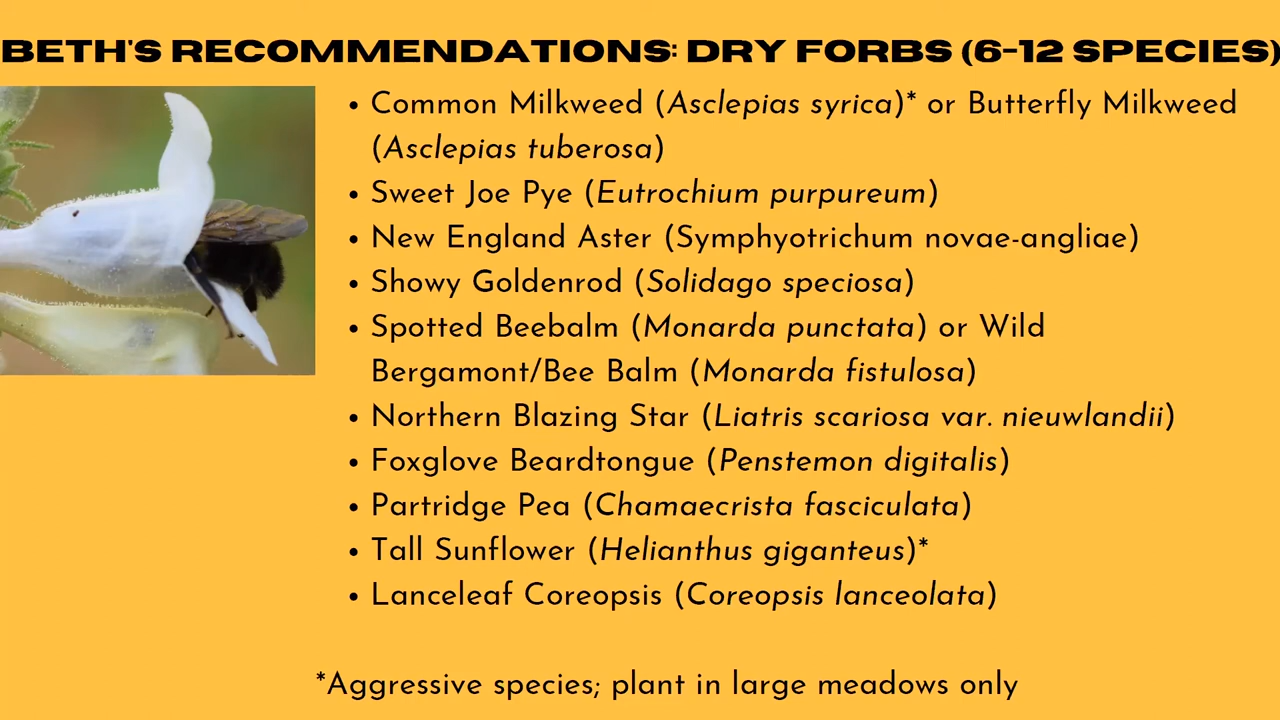 BETH'S RECOMMENDATIONS: DRY FORBS (6-12 SPECIES)
• Common Milkweed (Asclepias syrica)* or Butterfly Milkweed
(Asclepias tuberosa)
• Sweet Joe Pye (Eutrochium purpureum)
• New England Aster (Symphyotrichum novae-angliae)
• Showy Goldenrod (Solidago speciosa)
• Spotted Beebalm (Monarda punctata) or Wild
Bergamont/Bee Balm (Monarda fistulosa)
• Northern Blazing Star (Liatris scariosa var. nieuwlandii)
• Foxglove Beardtongue (Penstemon digitalis)
• Partridge Pea (Chamaecrista fasciculata)
• Tall Sunflower (Helianthus giganteus)*
• Lanceleaf Coreopsis (Coreopsis lanceolata)
*Aggressive species; plant in large meadows only